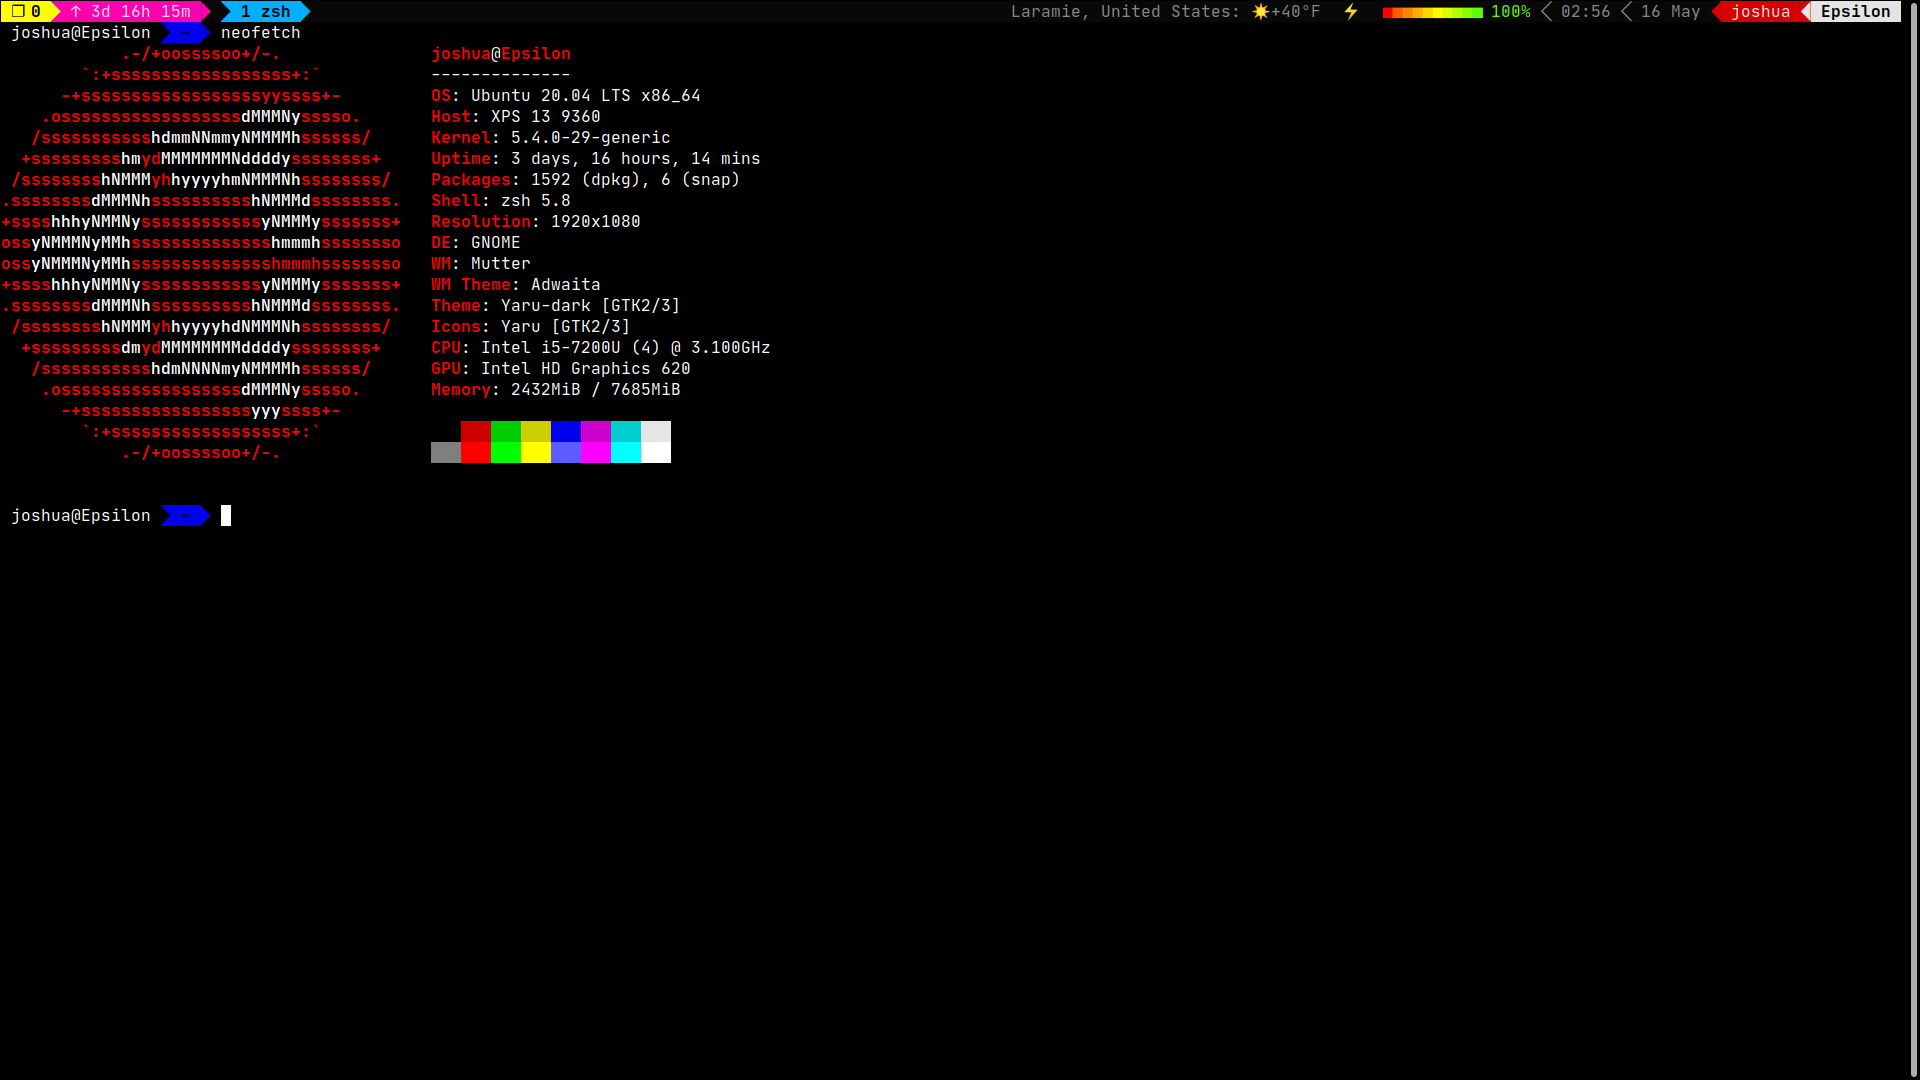 ❐ 0 ↑ 3d 16h 15m 1 zsh Laramie, United States: ☀️+40°F ⚡ 100% 02:56 16 May joshua Epsilon
joshua@Epsilon ~ neofetch
.-/+oossssoo+/-. joshua@Epsilon
`:+ssssssssssssssssss+:` --------------
-+ssssssssssssssssssyyssss+- OS: Ubuntu 20.04 LTS x86_64
.ossssssssssssssssssdMMMNysssso. Host: XPS 13 9360
/ssssssssssshdmmNNmmyNMMMMhssssss/ Kernel: 5.4.0-29-generic
+ssssssssshmydMMMMMMMNddddyssssssss+ Uptime: 3 days, 16 hours, 14 mins
/sssssssshNMMMyhhyyyyhmNMMMNhssssssss/ Packages: 1592 (dpkg), 6 (snap)
.ssssssssdMMMNhsssssssssshNMMMdssssssss. Shell: zsh 5.8
+sssshhhyNMMNyssssssssssssyNMMMysssssss+ Resolution: 1920x1080
ossyNMMMNyMMhsssssssssssssshmmmhssssssso DE: GNOME
ossyNMMMNyMMhsssssssssssssshmmmhssssssso WM: Mutter
+sssshhhyNMMNyssssssssssssyNMMMysssssss+ WM Theme: Adwaita
.ssssssssdMMMNhsssssssssshNMMMdssssssss. Theme: Yaru-dark [GTK2/3]
/sssssssshNMMMyhhyyyyhdNMMMNhssssssss/ Icons: Yaru [GTK2/3]
+sssssssssdmydMMMMMMMMddddyssssssss+ CPU: Intel i5-7200U (4) @ 3.100GHz
/ssssssssssshdmNNNNmyNMMMMhssssss/ GPU: Intel HD Graphics 620
.ossssssssssssssssssdMMMNysssso. Memory: 2432MiB / 7685MiB
-+sssssssssssssssssyyyssss+-
`:+ssssssssssssssssss+:`
.-/+oossssoo+/-.
joshua@Epsilon ~